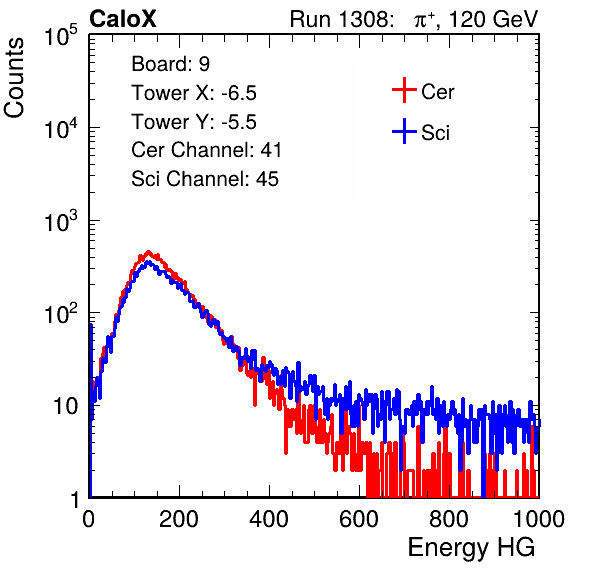 CaloX Run 1308: π⁺, 120 GeV
Counts
10⁵
10⁴
10³
10²
10
1
Board: 9
Tower X: -6.5
Tower Y: -5.5
Cer Channel: 41
Sci Channel: 45
Cer
Sci
0 200 400 600 800 1000
Energy HG